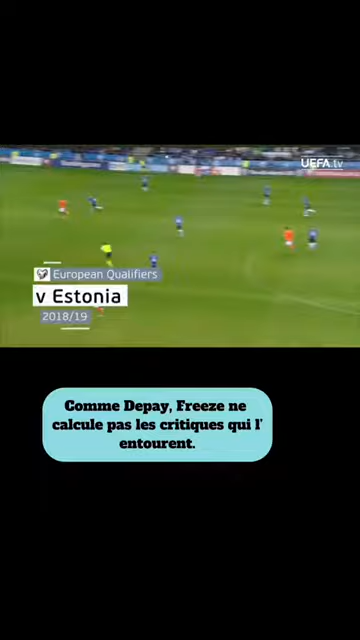 UEFA.tv
European Qualifiers
v Estonia
2018/19
Comme Depay, Freeze ne
calcule pas les critiques qui l'
entourent.